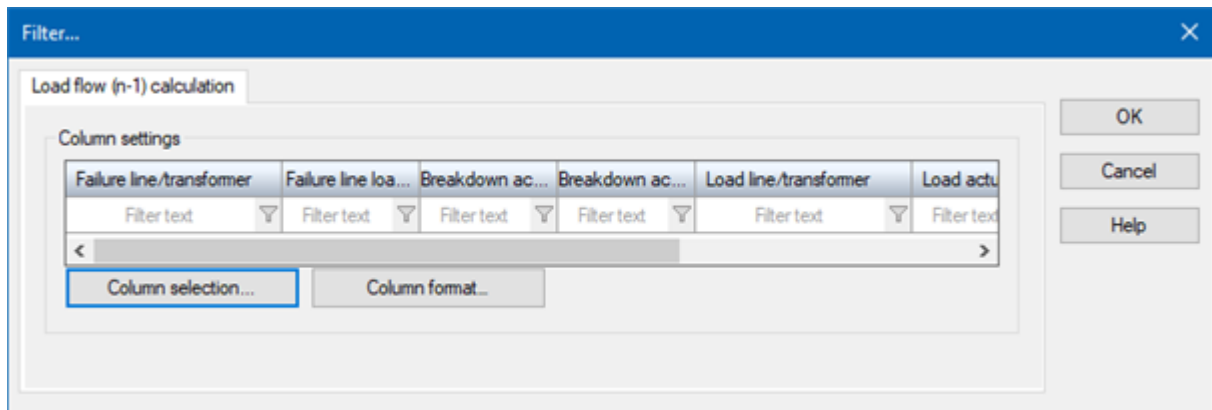 Filter...
Load flow (n-1) calculation
OK
Column settings
Failure line/transformer Failure line loa... Breakdown ac... Breakdown ac... Load line/transformer Load actu
Cancel
Filter text Filter text Filter text Filter text Filter text Filter text
Help
Column selection... Column format...